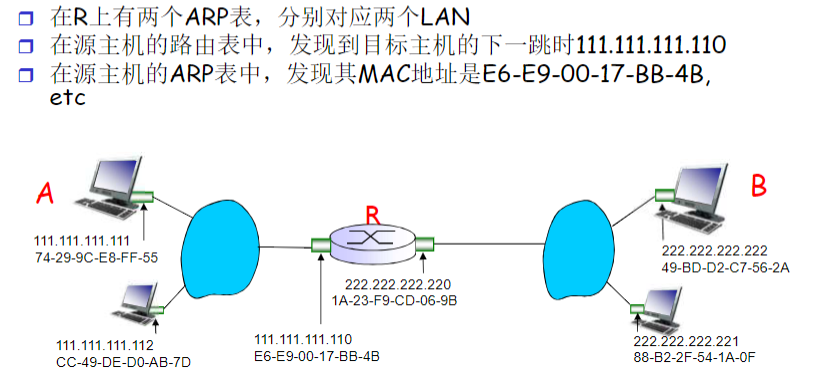 在R上有两个ARP表，分别对应两个LAN
在源主机的路由表中，发现到目标主机的下一跳时111.111.111.110
在源主机的ARP表中，发现其MAC地址是E6-E9-00-17-BB-4B,
etc
A
R
B
111.111.111.111
74-29-9C-E8-FF-55
222.222.222.222
49-BD-D2-C7-56-2A
222.222.222.220
1A-23-F9-CD-06-9B
111.111.111.112
CC-49-DE-D0-AB-7D
111.111.111.110
E6-E9-00-17-BB-4B
222.222.222.221
88-B2-2F-54-1A-0F